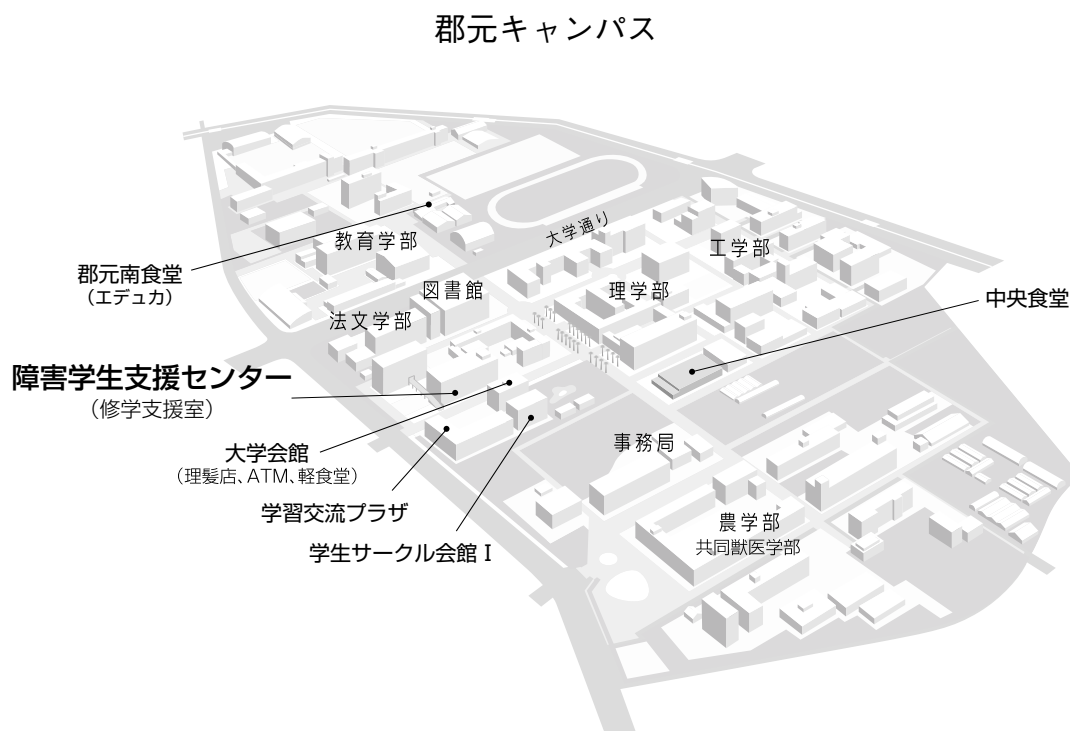 郡元キャンパス
大学通り
教育学部
工学部
郡元南食堂
(エデュカ)
図書館
理学部
中央食堂
法文学部
障害学生支援センター
(修学支援室)
大学会館
(理髪店、ATM、軽食堂)
事務局
学習交流プラザ
農学部
共同獣医学部
学生サークル会館Ⅰ